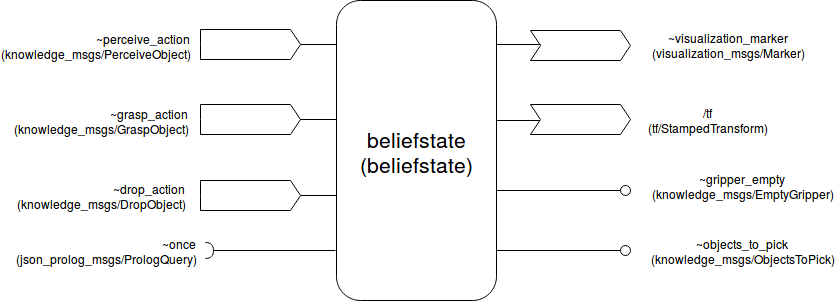 ~perceive_action
(knowledge_msgs/PerceiveObject)
~grasp_action
(knowledge_msgs/GraspObject)
~drop_action
(knowledge_msgs/DropObject)
~once
(json_prolog_msgs/PrologQuery)
beliefstate
(beliefstate)
~visualization_marker
(visualization_msgs/Marker)
/tf
(tf/StampedTransform)
~gripper_empty
(knowledge_msgs/EmptyGripper)
~objects_to_pick
(knowledge_msgs/ObjectsToPick)